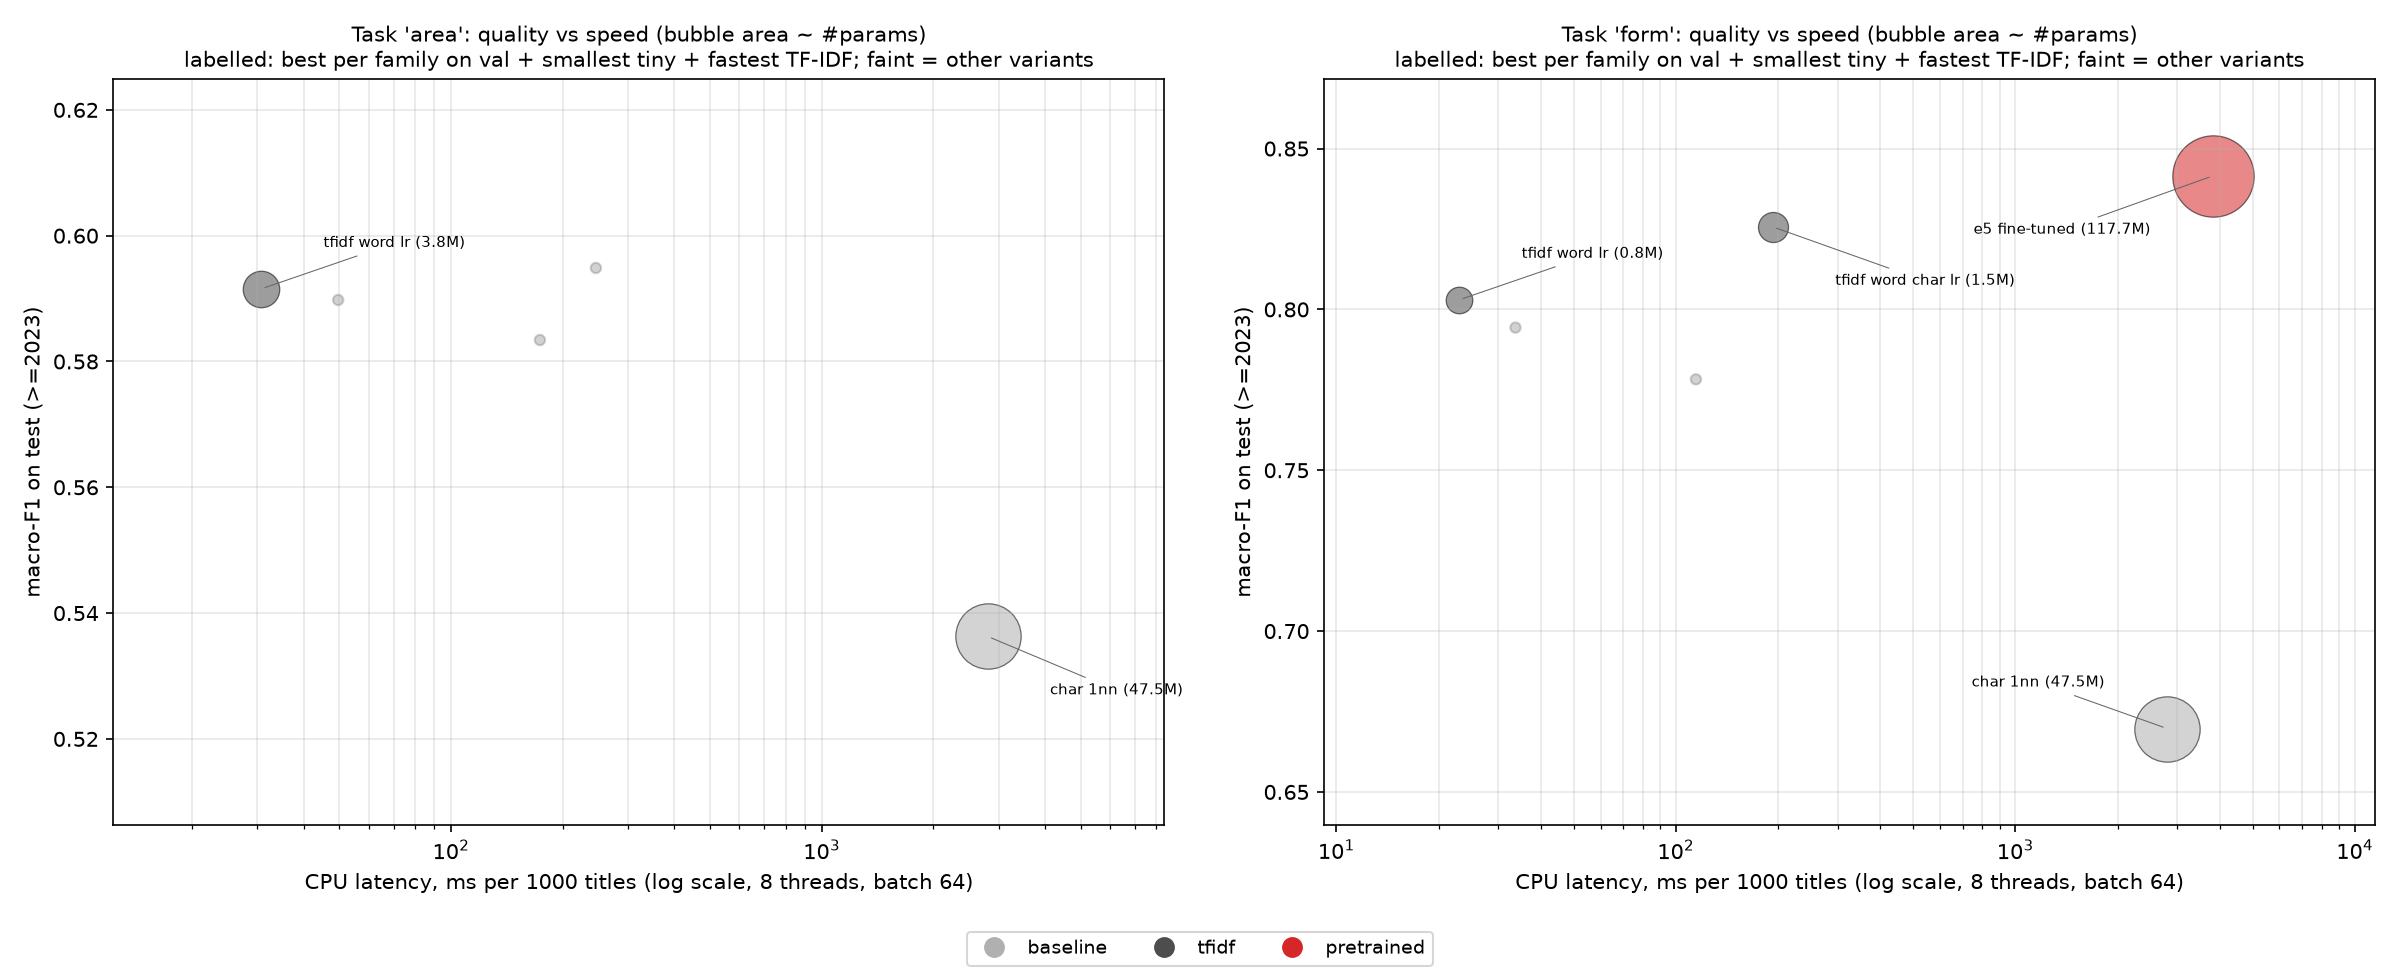 Task 'area': quality vs speed (bubble area ~ #params)
labelled: best per family on val + smallest tiny + fastest TF-IDF; faint = other variants
macro-F1 on test (>=2023)
0.62
0.60
0.58
0.56
0.54
0.52
tfidf word lr (3.8M)
char 1nn (47.5M)
10²
10³
CPU latency, ms per 1000 titles (log scale, 8 threads, batch 64)
Task 'form': quality vs speed (bubble area ~ #params)
labelled: best per family on val + smallest tiny + fastest TF-IDF; faint = other variants
macro-F1 on test (>=2023)
0.85
0.80
0.75
0.70
0.65
e5 fine-tuned (117.7M)
tfidf word lr (0.8M)
tfidf word char lr (1.5M)
char 1nn (47.5M)
10¹
10²
10³
10⁴
CPU latency, ms per 1000 titles (log scale, 8 threads, batch 64)
baseline
tfidf
pretrained